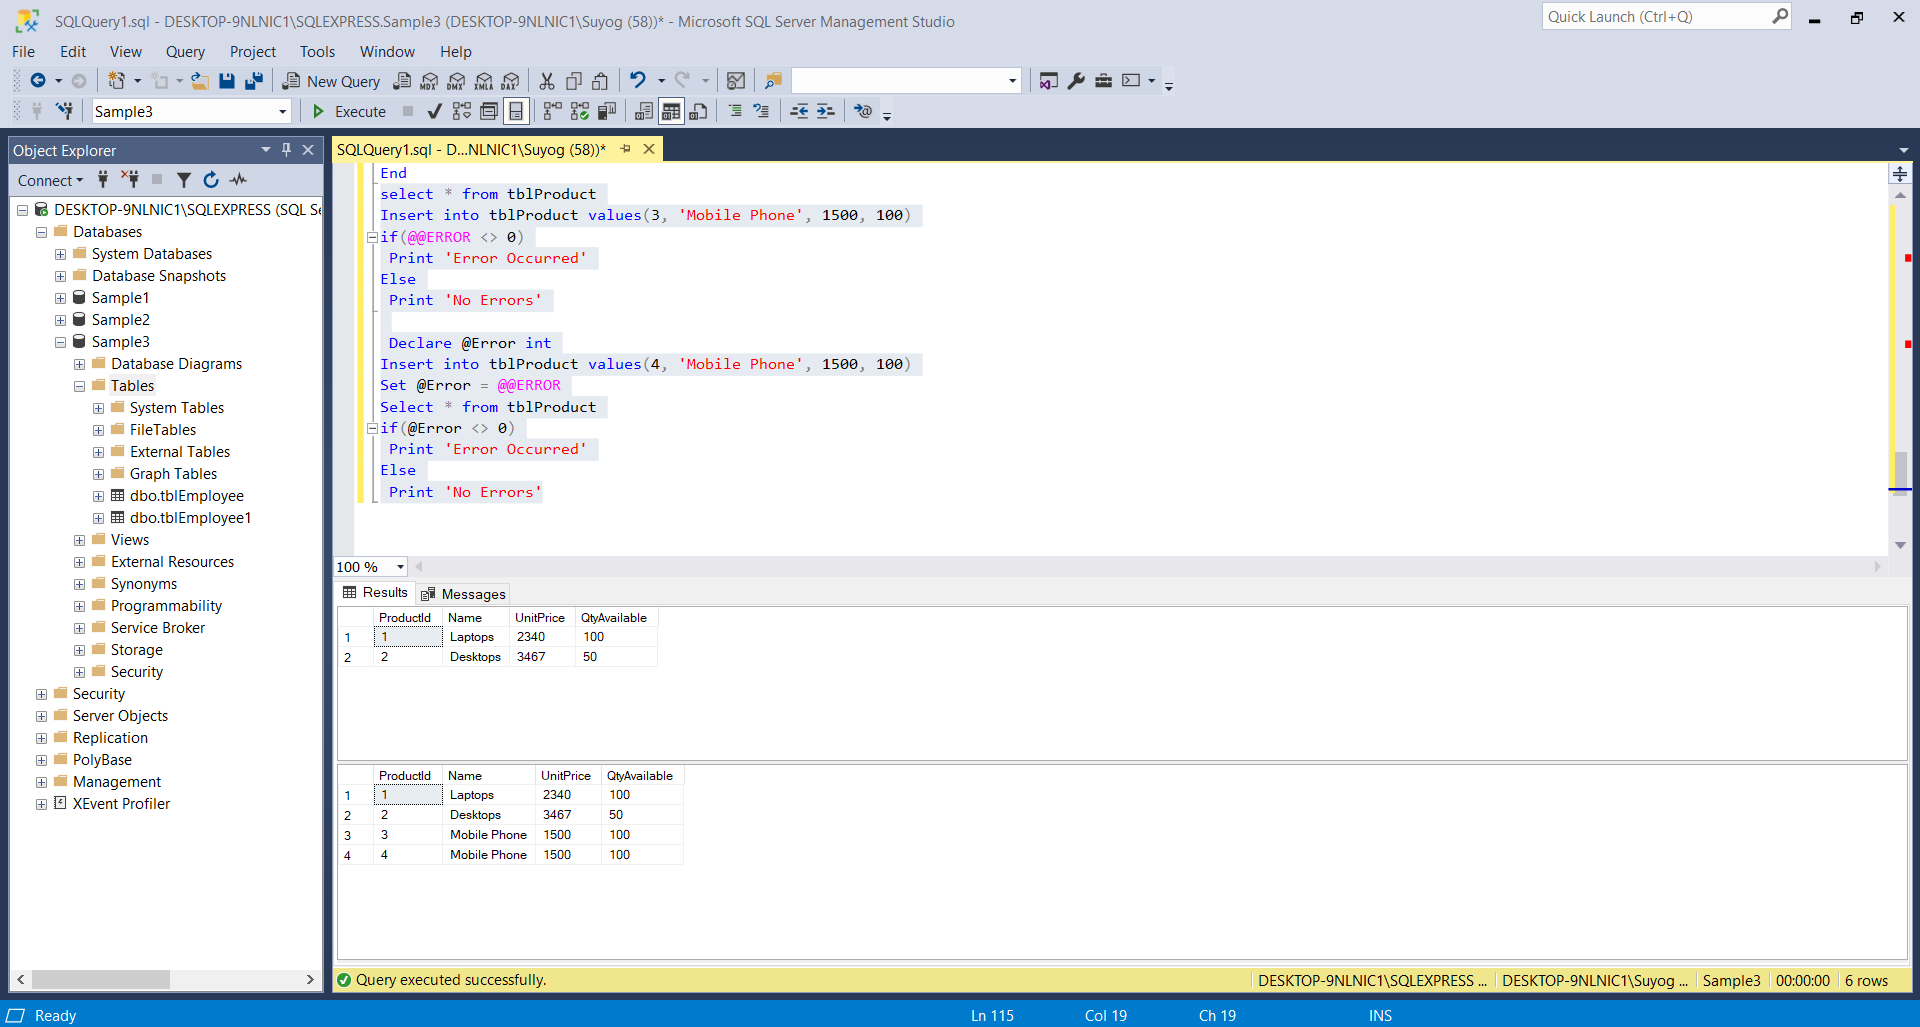 SQLQuery1.sql - DESKTOP-9NLNIC1\SQLEXPRESS.Sample3 (DESKTOP-9NLNIC1\Suyog (58))* - Microsoft SQL Server Management Studio
Quick Launch (Ctrl+Q)
File Edit View Query Project Tools Window Help
New Query MDX DMX XMLA DAX
Sample3 Execute
Object Explorer
Connect
DESKTOP-9NLNIC1\SQLEXPRESS (SQL Se
Databases
System Databases
Database Snapshots
Sample1
Sample2
Sample3
Database Diagrams
Tables
System Tables
FileTables
External Tables
Graph Tables
dbo.tblEmployee
dbo.tblEmployee1
Views
External Resources
Synonyms
Programmability
Service Broker
Storage
Security
Security
Server Objects
Replication
PolyBase
Management
XEvent Profiler
SQLQuery1.sql - D...NLNIC1\Suyog (58))*
End
select * from tblProduct
Insert into tblProduct values(3, 'Mobile Phone', 1500, 100)
if(@@ERROR <> 0)
Print 'Error Occurred'
Else
Print 'No Errors'
Declare @Error int
Insert into tblProduct values(4, 'Mobile Phone', 1500, 100)
Set @Error = @@ERROR
Select * from tblProduct
if(@Error <> 0)
Print 'Error Occurred'
Else
Print 'No Errors'
100 %
Results Messages
ProductId Name UnitPrice QtyAvailable
1 1 Laptops 2340 100
2 2 Desktops 3467 50
ProductId Name UnitPrice QtyAvailable
1 1 Laptops 2340 100
2 2 Desktops 3467 50
3 3 Mobile Phone 1500 100
4 4 Mobile Phone 1500 100
Query executed successfully. DESKTOP-9NLNIC1\SQLEXPRESS ... DESKTOP-9NLNIC1\Suyog ... Sample3 00:00:00 6 rows
Ready Ln 115 Col 19 Ch 19 INS